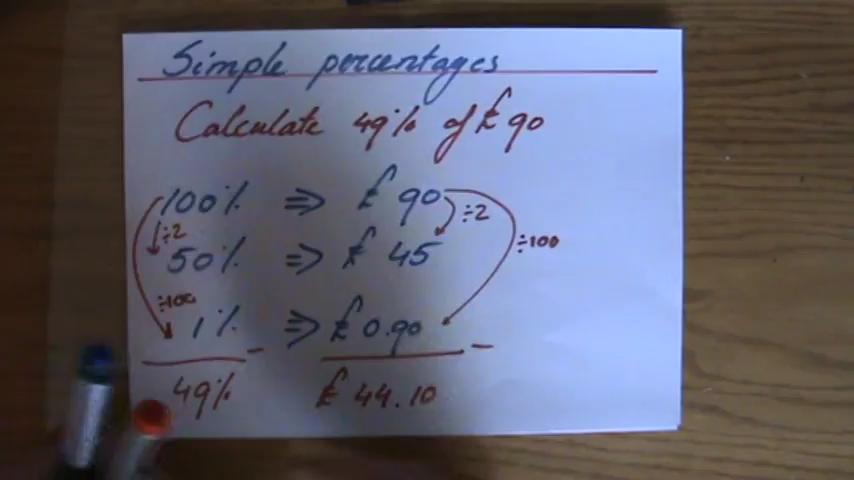 Simple percentages
Calculate 49% of £90
100% ⇒ £90
÷2 ÷2
50% ⇒ £ 45
÷100 ÷100
1% ⇒ £0.90
— —
49% £44.10